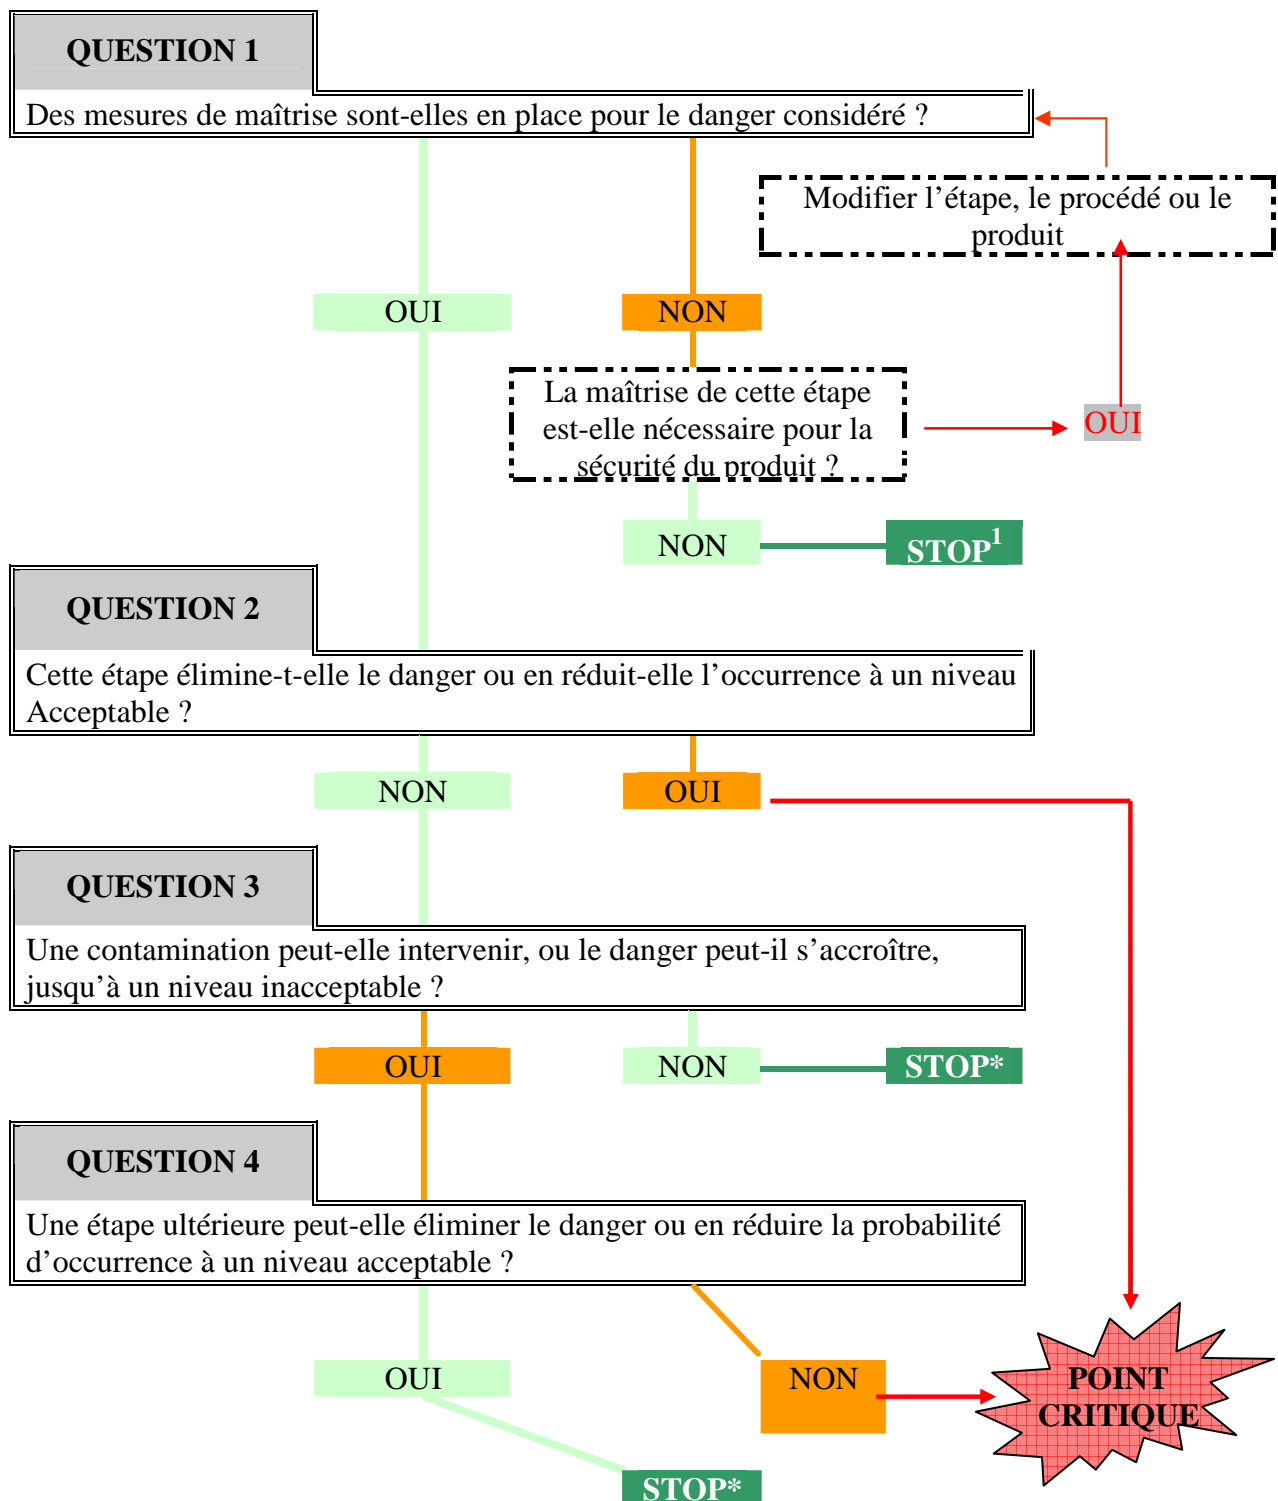 QUESTION 1
Des mesures de maîtrise sont-elles en place pour le danger considéré ?
Modifier l’étape, le procédé ou le
produit
OUI
NON
La maîtrise de cette étape
est-elle nécessaire pour la
sécurité du produit ?
OUI
NON
STOP¹
QUESTION 2
Cette étape élimine-t-elle le danger ou en réduit-elle l’occurrence à un niveau
Acceptable ?
NON
OUI
QUESTION 3
Une contamination peut-elle intervenir, ou le danger peut-il s’accroître,
jusqu’à un niveau inacceptable ?
OUI
NON
STOP*
QUESTION 4
Une étape ultérieure peut-elle éliminer le danger ou en réduire la probabilité
d’occurrence à un niveau acceptable ?
OUI
NON
POINT
CRITIQUE
STOP*